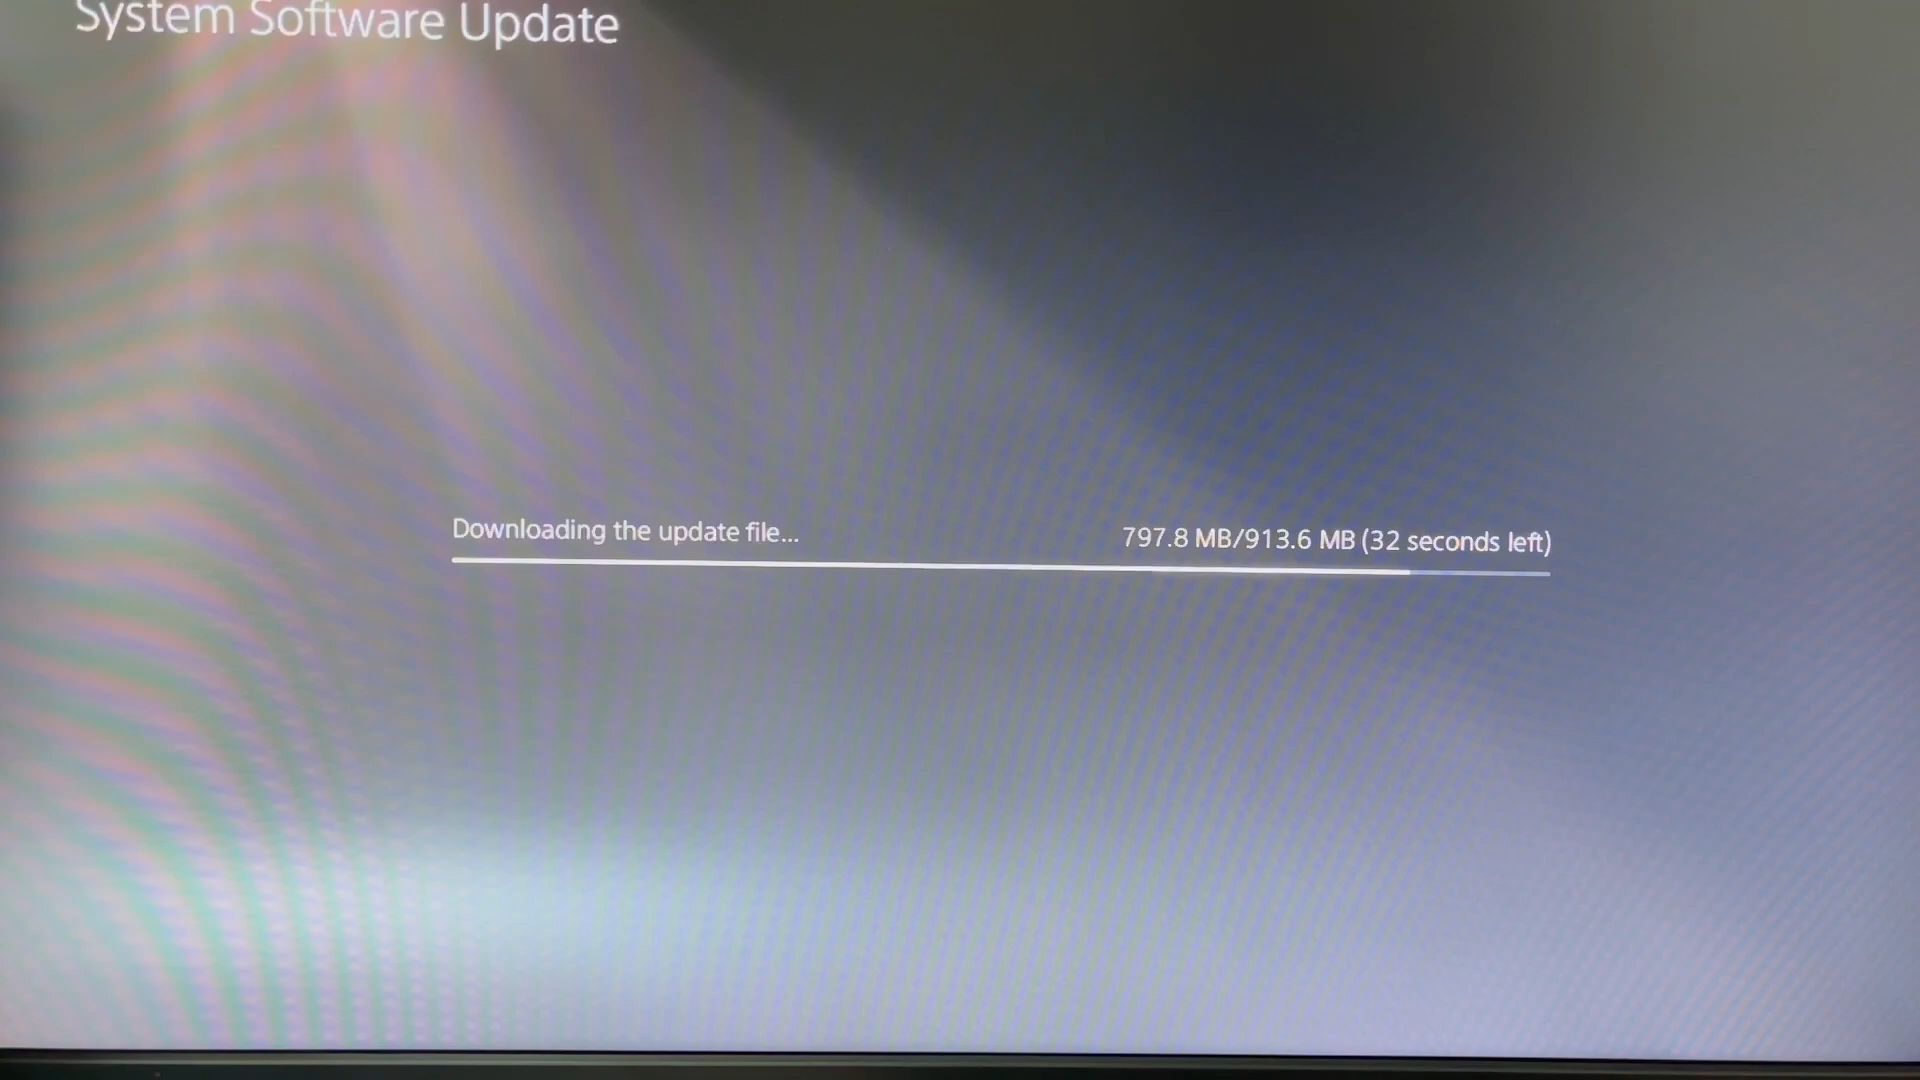 System Software Update
Downloading the update file...
797.8 MB/913.6 MB (32 seconds left)